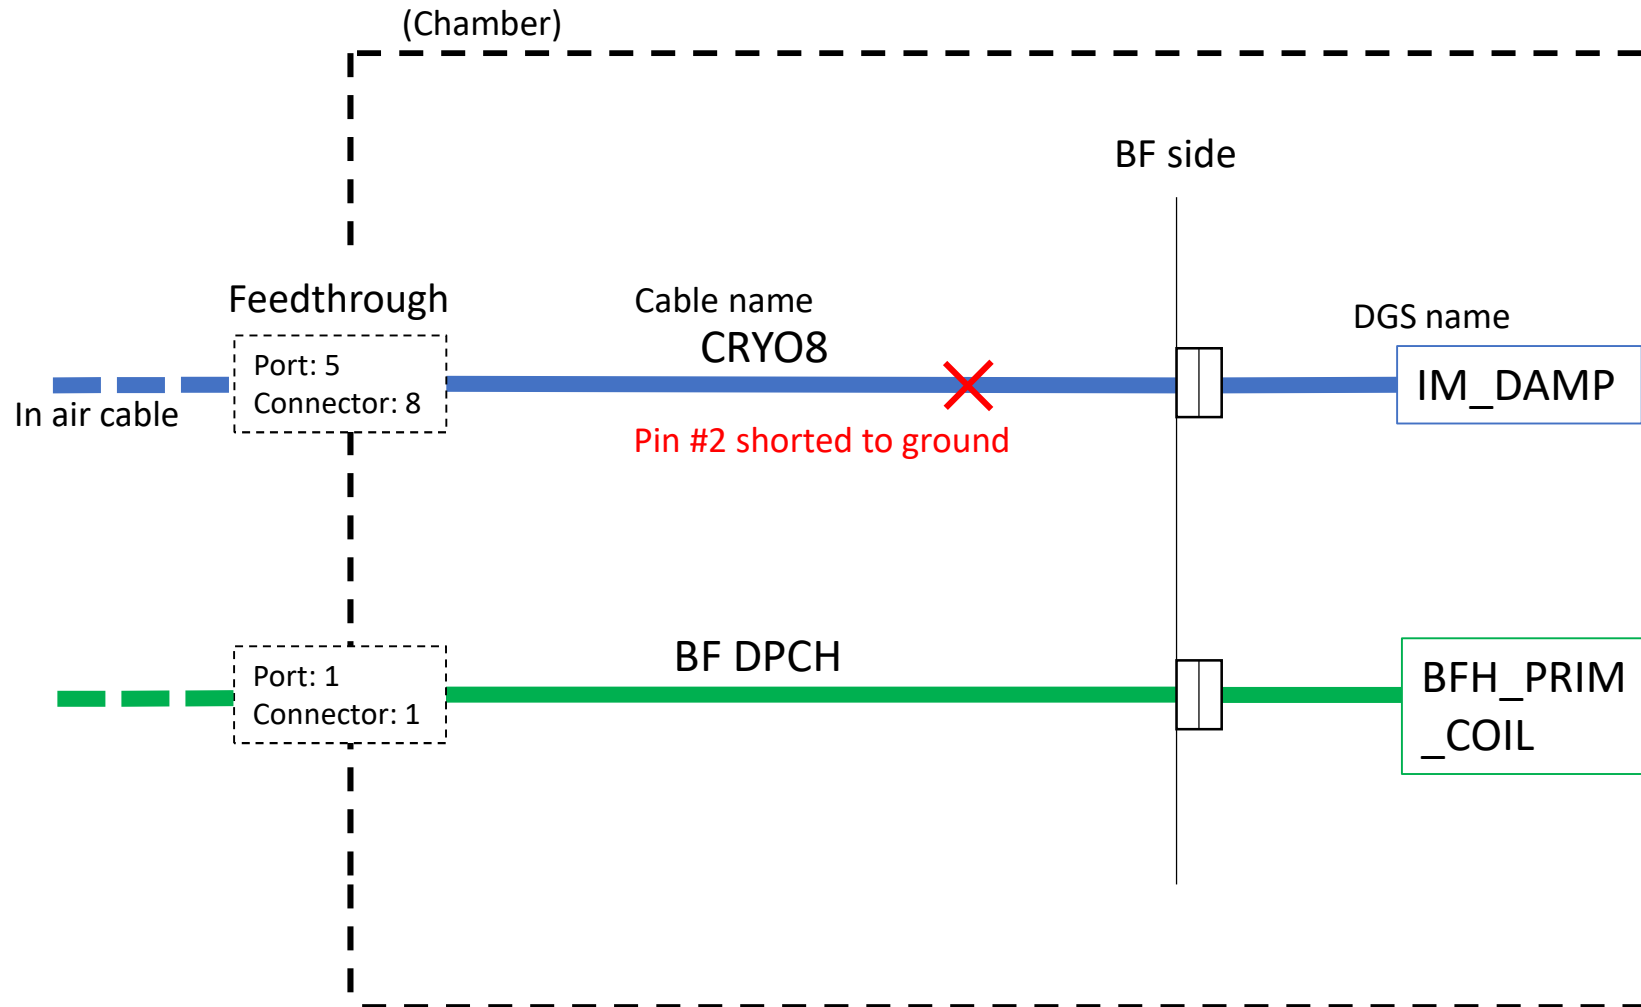 (Chamber)
BF side
Feedthrough
Cable name
CRYO8
DGS name
Port: 5
Connector: 8
IM_DAMP
In air cable
Pin #2 shorted to ground
BF DPCH
Port: 1
Connector: 1
BFH_PRIM
_COIL